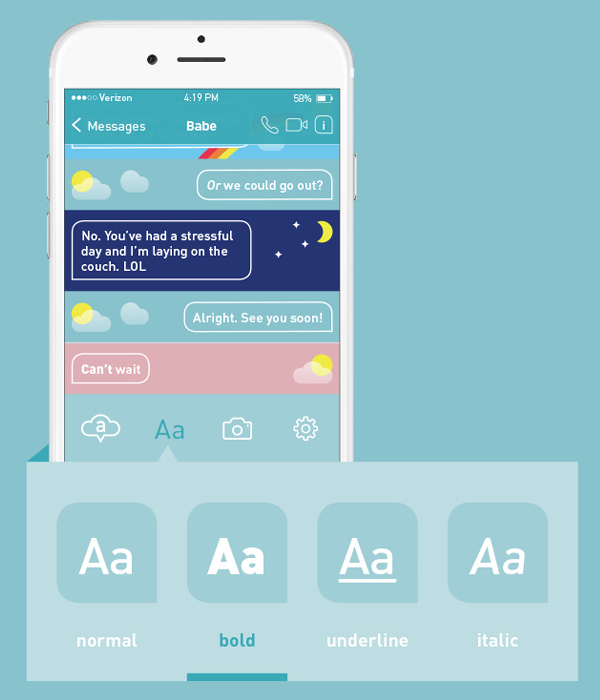 Verizon 4:19 PM 58%
Messages Babe i
Or we could go out?
No. You've had a stressful
day and I'm laying on the
couch. LOL
Alright. See you soon!
Can't wait
a Aa
Aa Aa Aa Aa
normal bold underline italic